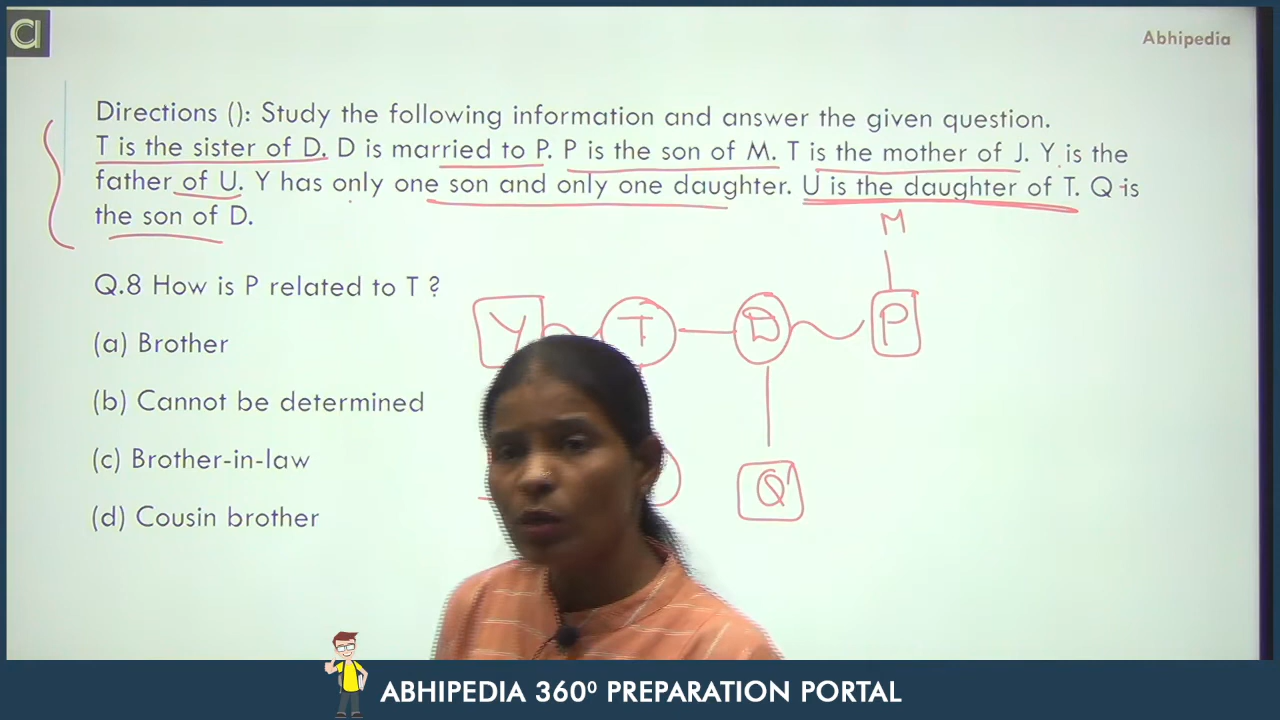 CI
Abhipedia
Directions (): Study the following information and answer the given question.
T is the sister of D. D is married to P. P is the son of M. T is the mother of J. Y is the
father of U. Y has only one son and only one daughter. U is the daughter of T. Q is
the son of D.
M
Q.8 How is P related to T ?
Y T D P
(a) Brother
(b) Cannot be determined
(c) Brother-in-law
Q
(d) Cousin brother
ABHIPEDIA 360⁰ PREPARATION PORTAL